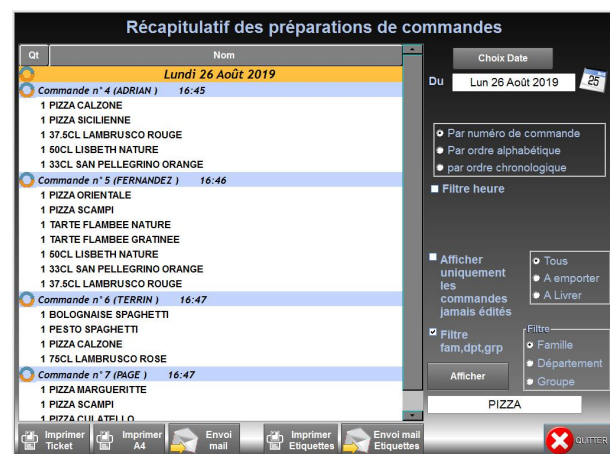 Récapitulatif des préparations de commandes
Qt Nom
Lundi 26 Août 2019
Commande n° 4 (ADRIAN ) 16:45
1 PIZZA CALZONE
1 PIZZA SICILIENNE
1 37.5CL LAMBRUSCO ROUGE
1 50CL LISBETH NATURE
1 33CL SAN PELLEGRINO ORANGE
Commande n° 5 (FERNANDEZ ) 16:46
1 PIZZA ORIENTALE
1 PIZZA SCAMPI
1 TARTE FLAMBEE NATURE
1 TARTE FLAMBEE GRATINEE
1 50CL LISBETH NATURE
1 33CL SAN PELLEGRINO ORANGE
1 37.5CL LAMBRUSCO ROUGE
Commande n° 6 (TERRIN ) 16:47
1 BOLOGNAISE SPAGHETTI
1 PESTO SPAGHETTI
1 PIZZA CALZONE
1 75CL LAMBRUSCO ROSE
Commande n° 7 (PAGE ) 16:47
1 PIZZA MARGUERITTE
1 PIZZA SCAMPI
1 PIZZA CULATELLO
Choix Date
Du Lun 26 Août 2019 25
Par numéro de commande
Par ordre alphabétique
par ordre chronologique
Filtre heure
Afficher
uniquement
les
commandes
jamais édités
Tous
A emporter
A Livrer
Filtre
fam,dpt,grp
Filtre
Famille
Département
Groupe
Afficher
PIZZA
Imprimer
Ticket
Imprimer
A4
Envoi
mail
Imprimer
Etiquettes
Envoi mail
Etiquettes
QUITTER